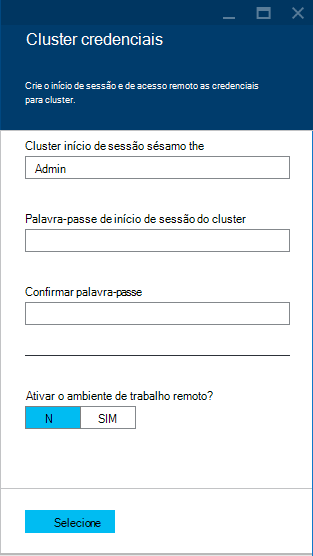 Cluster credenciais
Crie o início de sessão e de acesso remoto as credenciais
para cluster.
Cluster início de sessão sésamo the
Admin
Palavra-passe de início de sessão do cluster
Confirmar palavra-passe
Ativar o ambiente de trabalho remoto?
N SIM
Selecione